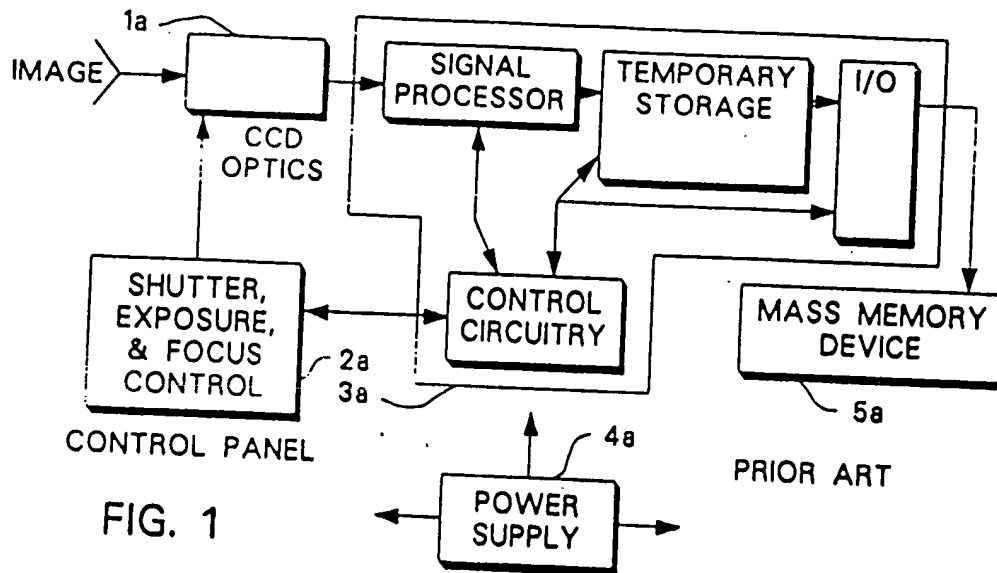 1a
IMAGE
CCD
OPTICS
SIGNAL
PROCESSOR
TEMPORARY
STORAGE
I/O
SHUTTER,
EXPOSURE,
& FOCUS
CONTROL
2a
3a
CONTROL PANEL
CONTROL
CIRCUITRY
MASS MEMORY
DEVICE
5a
4a
POWER
SUPPLY
PRIOR ART
FIG. 1